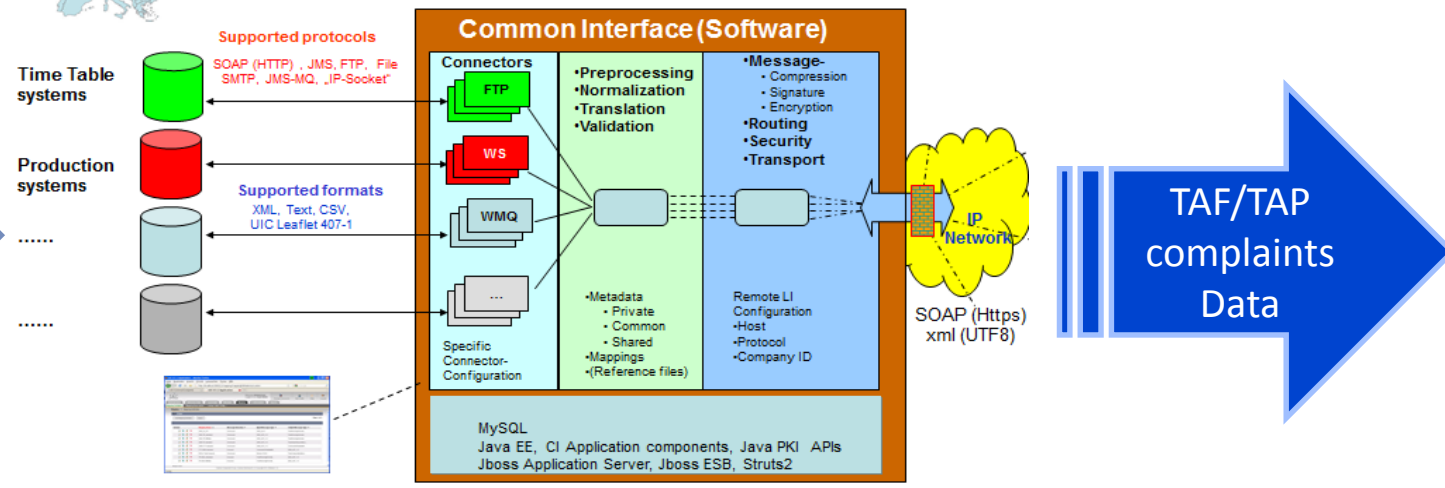 Common Interface (Software)
Supported protocols
SOAP (HTTP) , JMS, FTP, File
SMTP, JMS-MQ, „IP-Socket“
Time Table
systems
Production
systems
Supported formats
XML, Text, CSV,
UIC Leaflet 407-1
......
......
Connectors
FTP
WS
WMQ
...
Specific
Connector-
Configuration
•Preprocessing
•Normalization
•Translation
•Validation
•Metadata
• Private
• Common
• Shared
•Mappings
•(Reference files)
•Message-
• Compression
• Signature
• Encryption
•Routing
•Security
•Transport
Remote LI
Configuration
•Host
•Protocol
•Company ID
IP
Network
SOAP (Https)
xml (UTF8)
TAF/TAP
complaints
Data
MySQL
Java EE, CI Application components, Java PKI APIs
Jboss Application Server, Jboss ESB, Struts2